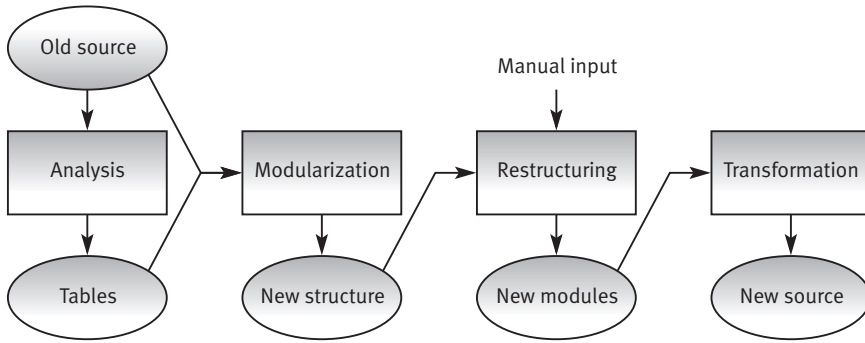 Old source
Manual input
Analysis
Modularization
Restructuring
Transformation
Tables
New structure
New modules
New source